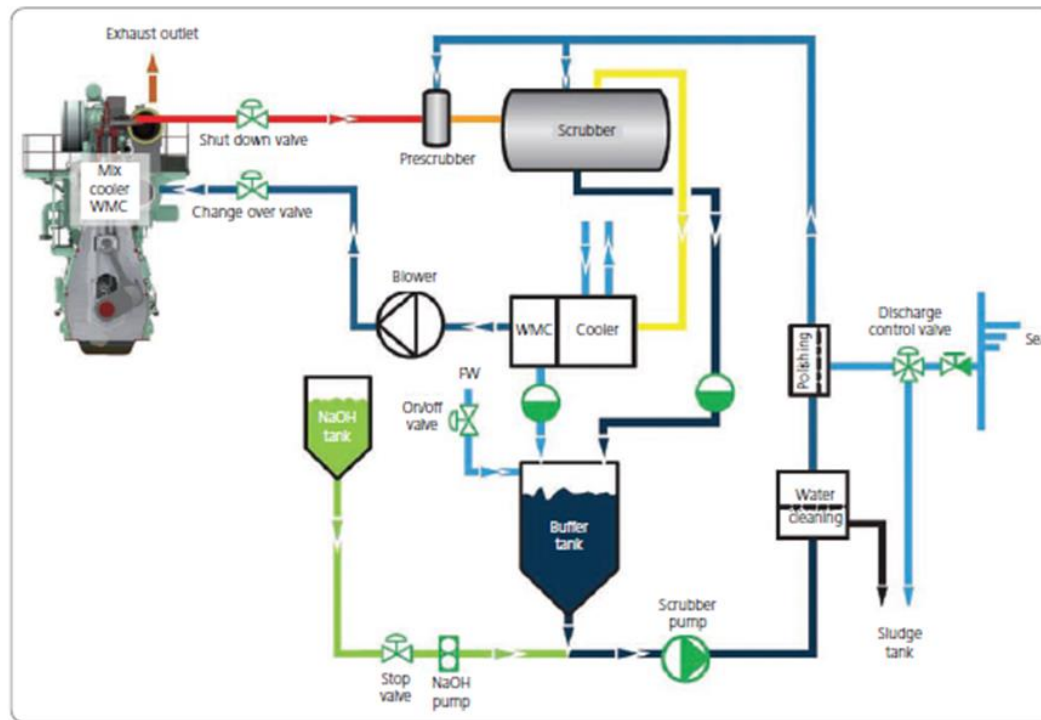 Exhaust outlet
Shut down valve
Prescrubber
Scrubber
Mix
cooler
WMC
Change over valve
Blower
WMC
Cooler
Discharge
control valve
Polishing
FW
On/off
valve
NaOH
tank
Buffer
tank
Water
cleaning
Scrubber
pump
Sludge
tank
Stop
valve
NaOH
pump